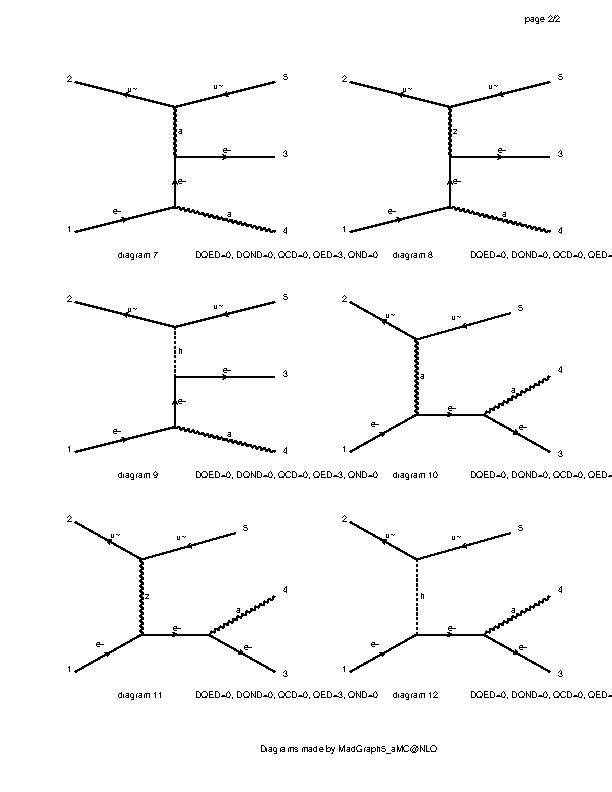 page 2/2
2 u~ u~ 5
a
e- 3
e-
e-
1 a 4
diagram 7 DQED=0, DQND=0, QCD=0, QED=3, QND=0
2 u~ u~ 5
z
e- 3
e-
e-
1 a 4
diagram 8 DQED=0, DQND=0, QCD=0, QED=
2 u~ u~ 5
h
e- 3
e-
e-
1 a 4
diagram 9 DQED=0, DQND=0, QCD=0, QED=3, QND=0
2 u~ u~ 5
a
a 4
e- e-
e-
1 3
diagram 10 DQED=0, DQND=0, QCD=0, QED=
2 u~ u~ 5
z
a 4
e- e-
e-
1 3
diagram 11 DQED=0, DQND=0, QCD=0, QED=3, QND=0
2 u~ u~ 5
h
a 4
e- e-
e-
1 3
diagram 12 DQED=0, DQND=0, QCD=0, QED=
Diagrams made by MadGraph5_aMC@NLO